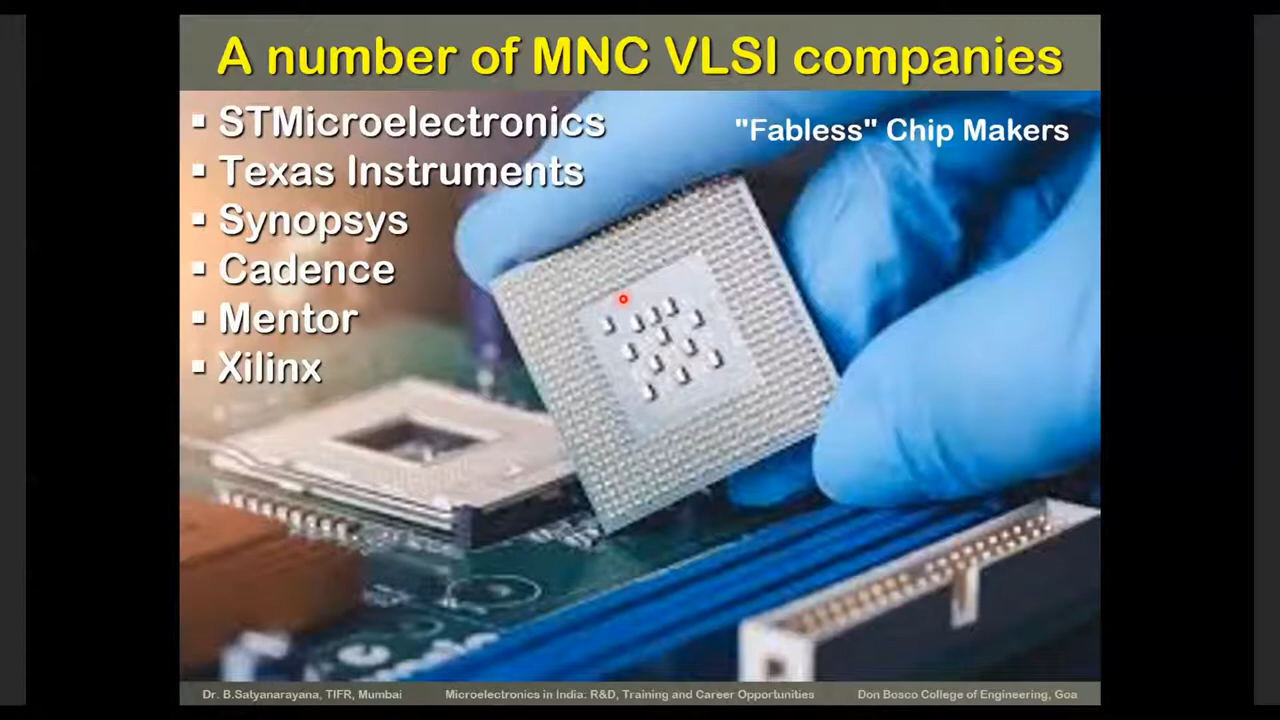 A number of MNC VLSI companies
▪ STMicroelectronics
"Fabless" Chip Makers
▪ Texas Instruments
▪ Synopsys
▪ Cadence
▪ Mentor
▪ Xilinx
Dr. B.Satyanarayana, TIFR, Mumbai
Microelectronics in India: R&D, Training and Career Opportunities
Don Bosco College of Engineering, Goa